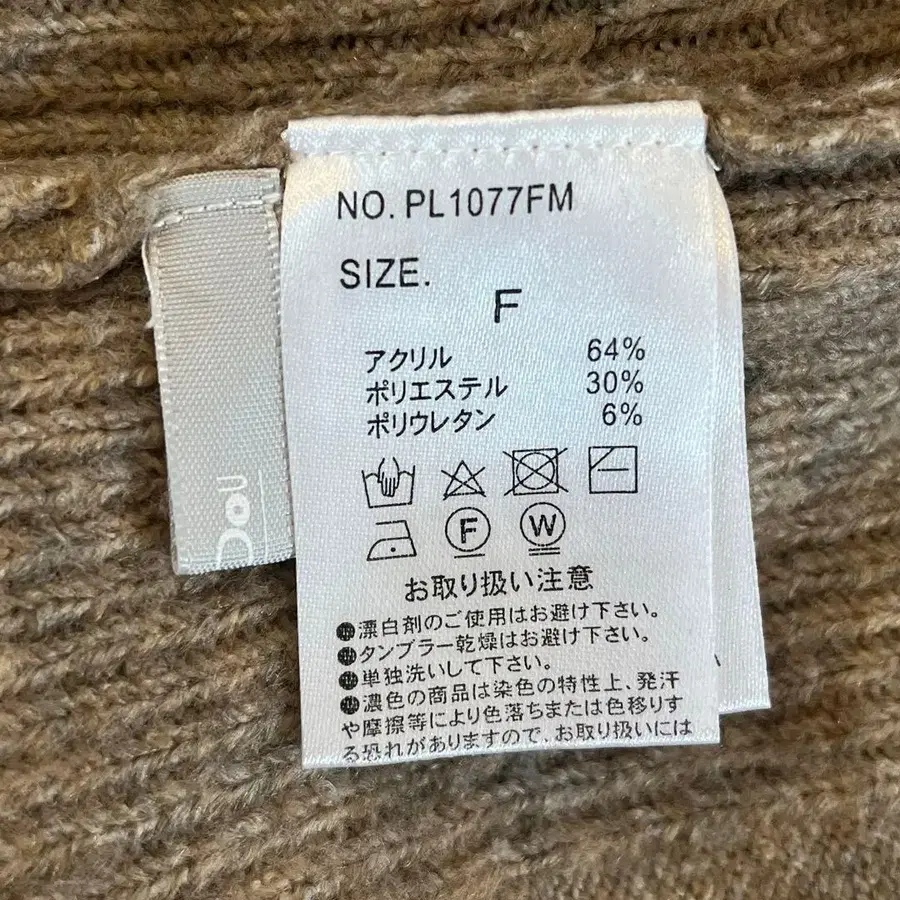 NO. PL1077FM
SIZE.
F
アクリル 64%
ポリエステル 30%
ポリウレタン 6%
F W
お取り扱い注意
●漂白剤のご使用はお避け下さい。
●タンブラー乾燥はお避け下さい。
●単独洗いして下さい。
●濃色の商品は染色の特性上、発汗
や摩擦等により色落ちまたは色移りす
る恐れがありますので、お取り扱いには